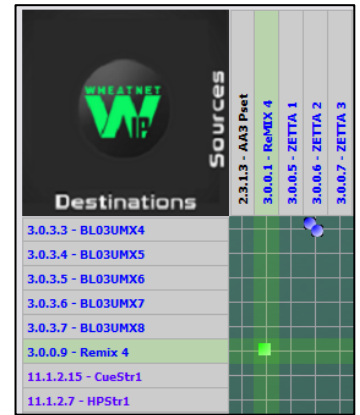 WHEATNET
IP
Sources
Destinations
2.3.1.3 - AA3 Pset
3.0.0.1 - ReMIX 4
3.0.0.5 - ZETTA 1
3.0.0.6 - ZETTA 2
3.0.0.7 - ZETTA 3
3.0.3.3 - BL03UMX4
3.0.3.4 - BL03UMX5
3.0.3.5 - BL03UMX6
3.0.3.6 - BL03UMX7
3.0.3.7 - BL03UMX8
3.0.0.9 - Remix 4
11.1.2.15 - CueStr1
11.1.2.7 - HPStr1